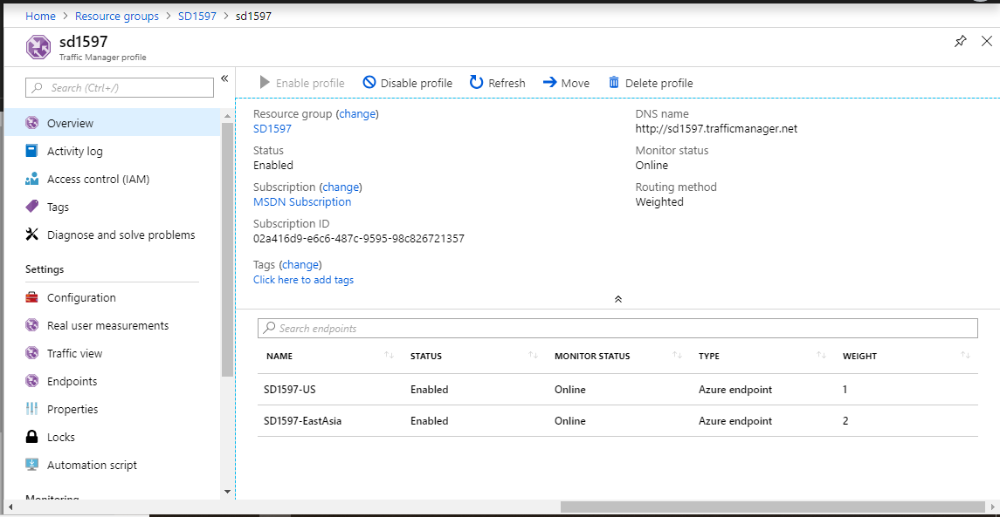 Home > Resource groups > SD1597 > sd1597
sd1597
Traffic Manager profile
Search (Ctrl+/)
«
Overview
Activity log
Access control (IAM)
Tags
Diagnose and solve problems
Settings
Configuration
Real user measurements
Traffic view
Endpoints
Properties
Locks
Automation script
Monitoring
Enable profile Disable profile Refresh Move Delete profile
Resource group (change)
SD1597
Status
Enabled
Subscription (change)
MSDN Subscription
Subscription ID
02a416d9-e6c6-487c-9595-98c826721357
Tags (change)
Click here to add tags
DNS name
http://sd1597.trafficmanager.net
Monitor status
Online
Routing method
Weighted
Search endpoints
NAME STATUS MONITOR STATUS TYPE WEIGHT
SD1597-US Enabled Online Azure endpoint 1
SD1597-EastAsia Enabled Online Azure endpoint 2